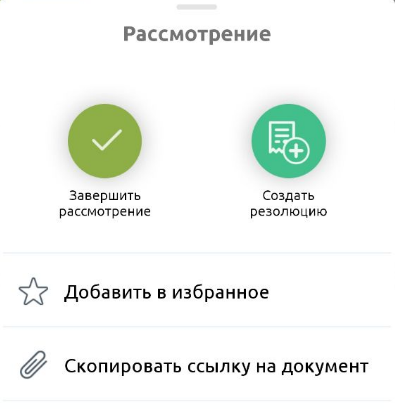 Рассмотрение
Завершить
рассмотрение
Создать
резолюцию
Добавить в избранное
Скопировать ссылку на документ